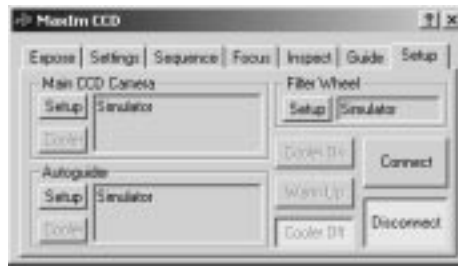 MaxIm CCD
Expose Settings Sequence Focus Inspect Guide Setup
Main CCD Camera
Setup Simulator
Cooler
Filter Wheel
Setup Simulator
Cooler On
Connect
Warm Up
Autoguider
Setup Simulator
Cooler
Cooler Off
Disconnect